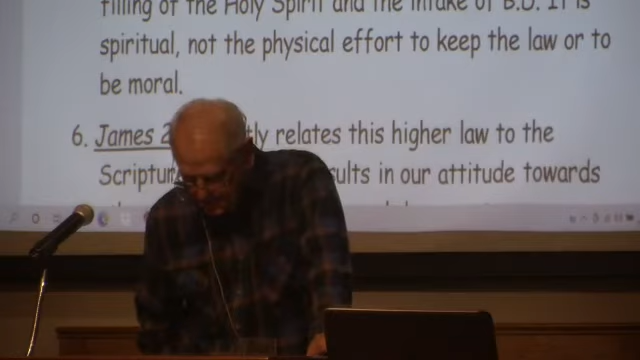 filling of the Holy Spirit and the intake of B.D. It is
spiritual, not the physical effort to keep the law or to
be moral.
6. James 2 tly relates this higher law to the
Scriptur ults in our attitude towards